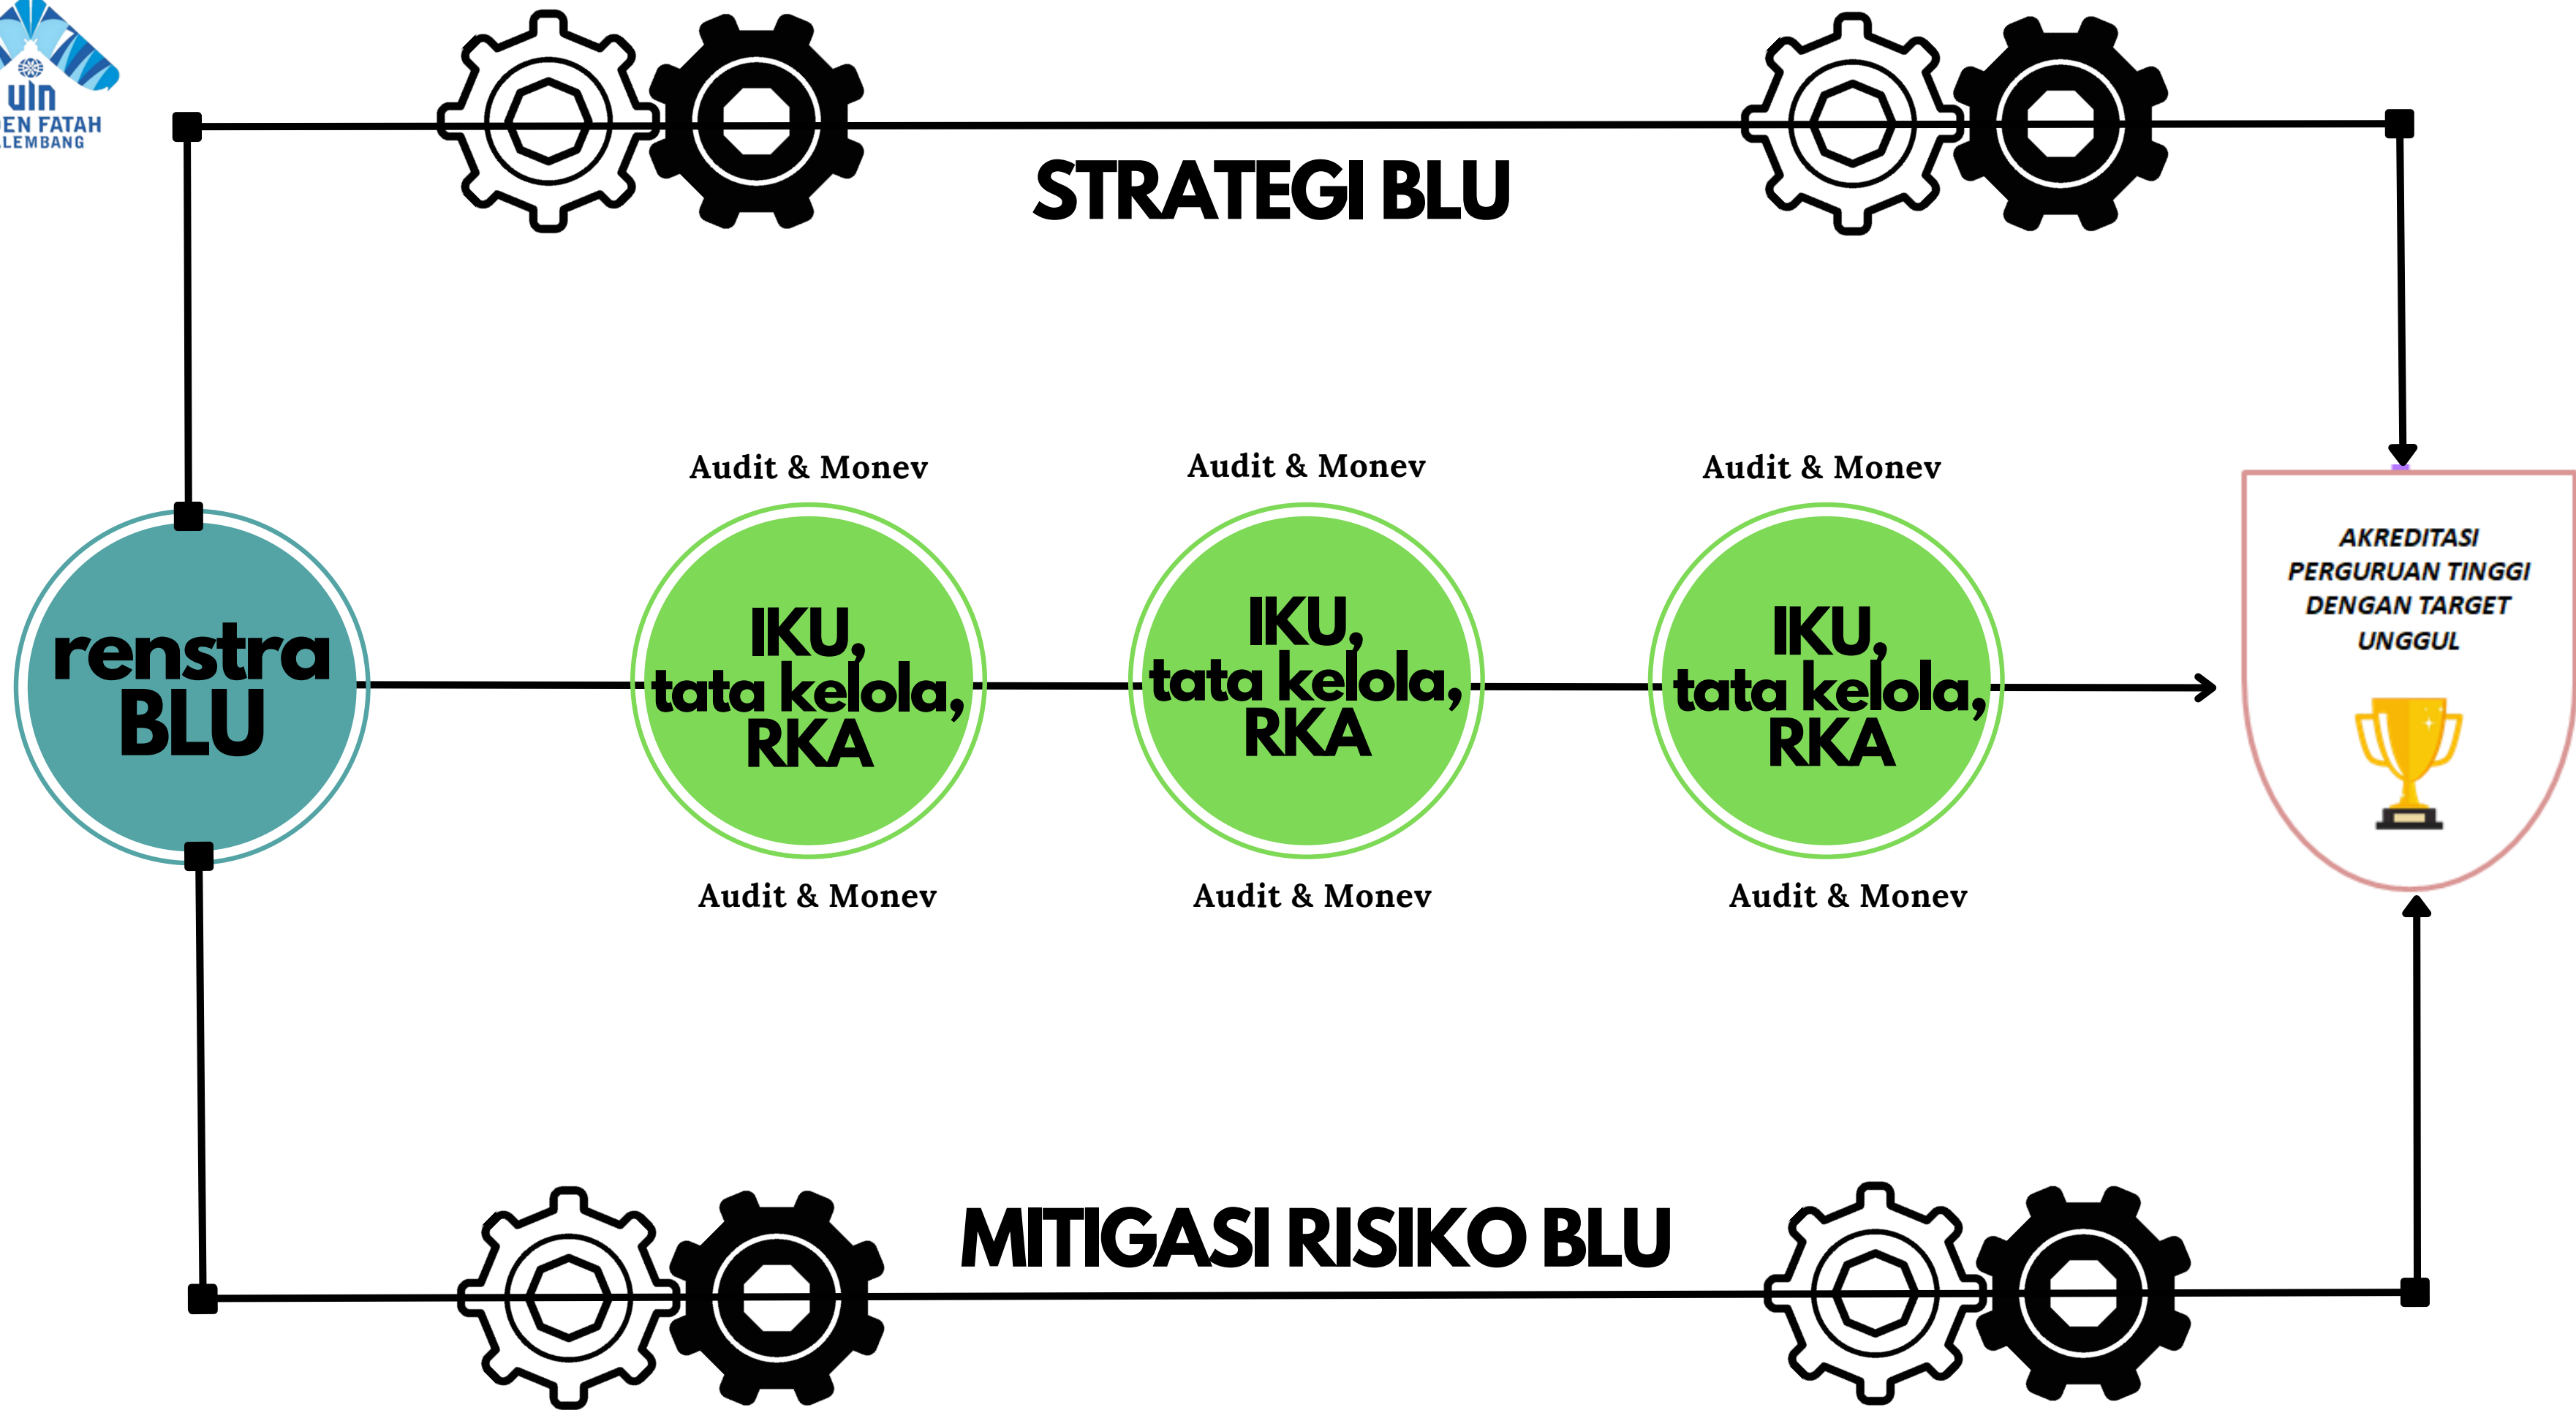 uin
DEN FATAH
LEMBANG
STRATEGI BLU
Audit & Monev
Audit & Monev
Audit & Monev
renstra
BLU
IKU,
tata kelola,
RKA
IKU,
tata kelola,
RKA
IKU,
tata kelola,
RKA
AKREDITASI
PERGURUAN TINGGI
DENGAN TARGET
UNGGUL
Audit & Monev
Audit & Monev
Audit & Monev
MITIGASI RISIKO BLU